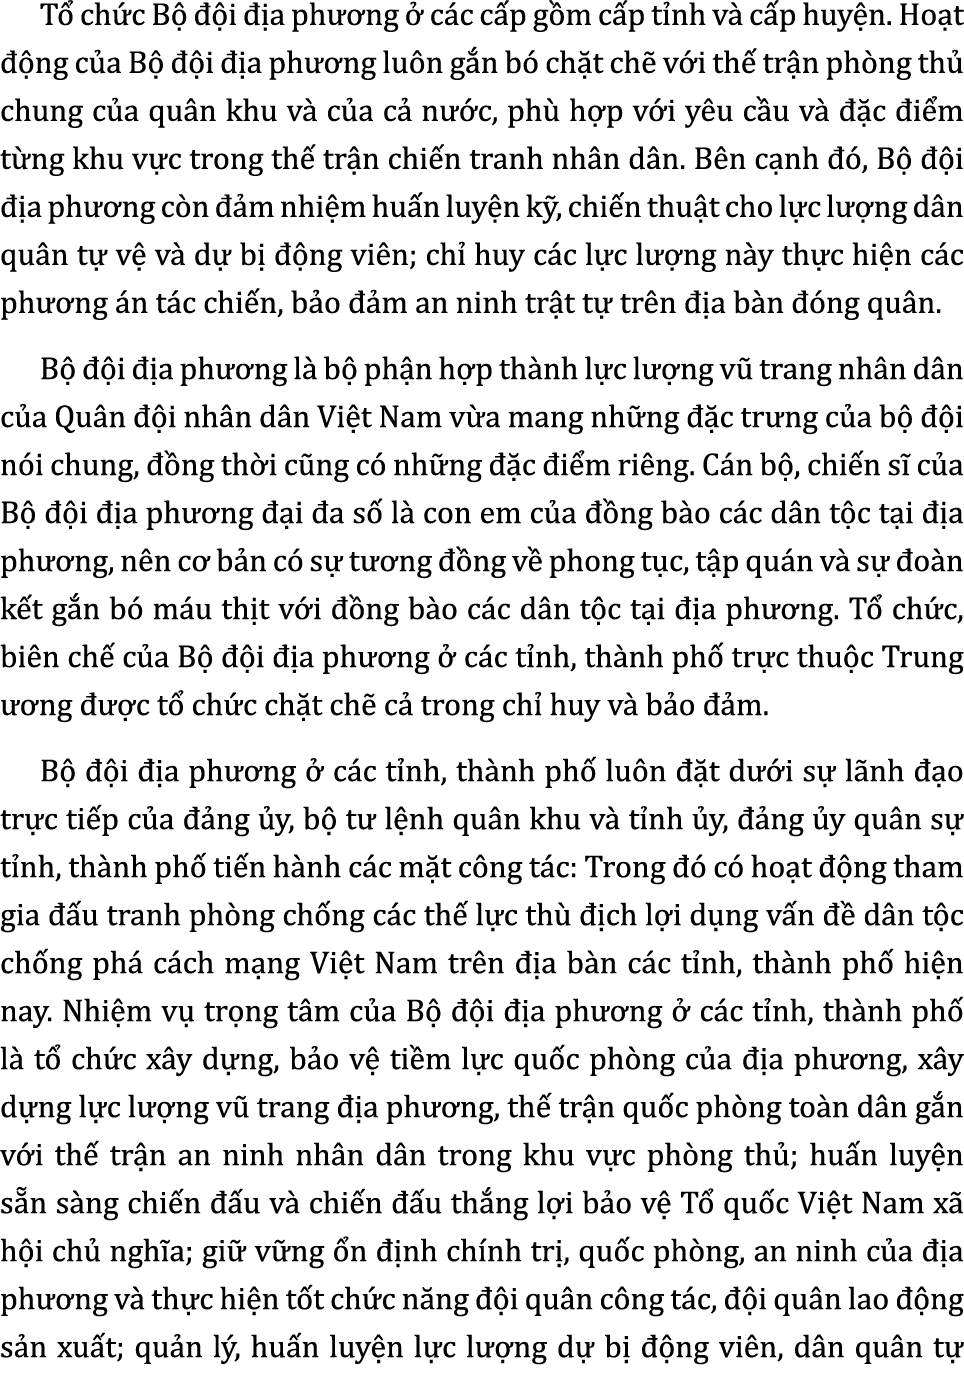 Tổ chức Bộ đội địa phương ở các cấp gồm cấp tỉnh và cấp huyện. Hoạt
động của Bộ đội địa phương luôn gắn bó chặt chẽ với thế trận phòng thủ
chung của quân khu và của cả nước, phù hợp với yêu cầu và đặc điểm
từng khu vực trong thế trận chiến tranh nhân dân. Bên cạnh đó, Bộ đội
địa phương còn đảm nhiệm huấn luyện kỹ, chiến thuật cho lực lượng dân
quân tự vệ và dự bị động viên; chỉ huy các lực lượng này thực hiện các
phương án tác chiến, bảo đảm an ninh trật tự trên địa bàn đóng quân.
Bộ đội địa phương là bộ phận hợp thành lực lượng vũ trang nhân dân
của Quân đội nhân dân Việt Nam vừa mang những đặc trưng của bộ đội
nói chung, đồng thời cũng có những đặc điểm riêng. Cán bộ, chiến sĩ của
Bộ đội địa phương đại đa số là con em của đồng bào các dân tộc tại địa
phương, nên cơ bản có sự tương đồng về phong tục, tập quán và sự đoàn
kết gắn bó máu thịt với đồng bào các dân tộc tại địa phương. Tổ chức,
biên chế của Bộ đội địa phương ở các tỉnh, thành phố trực thuộc Trung
ương được tổ chức chặt chẽ cả trong chỉ huy và bảo đảm.
Bộ đội địa phương ở các tỉnh, thành phố luôn đặt dưới sự lãnh đạo
trực tiếp của đảng ủy, bộ tư lệnh quân khu và tỉnh ủy, đảng ủy quân sự
tỉnh, thành phố tiến hành các mặt công tác: Trong đó có hoạt động tham
gia đấu tranh phòng chống các thế lực thù địch lợi dụng vấn đề dân tộc
chống phá cách mạng Việt Nam trên địa bàn các tỉnh, thành phố hiện
nay. Nhiệm vụ trọng tâm của Bộ đội địa phương ở các tỉnh, thành phố
là tổ chức xây dựng, bảo vệ tiềm lực quốc phòng của địa phương, xây
dựng lực lượng vũ trang địa phương, thế trận quốc phòng toàn dân gắn
với thế trận an ninh nhân dân trong khu vực phòng thủ; huấn luyện
sẵn sàng chiến đấu và chiến đấu thắng lợi bảo vệ Tổ quốc Việt Nam xã
hội chủ nghĩa; giữ vững ổn định chính trị, quốc phòng, an ninh của địa
phương và thực hiện tốt chức năng đội quân công tác, đội quân lao động
sản xuất; quản lý, huấn luyện lực lượng dự bị động viên, dân quân tự